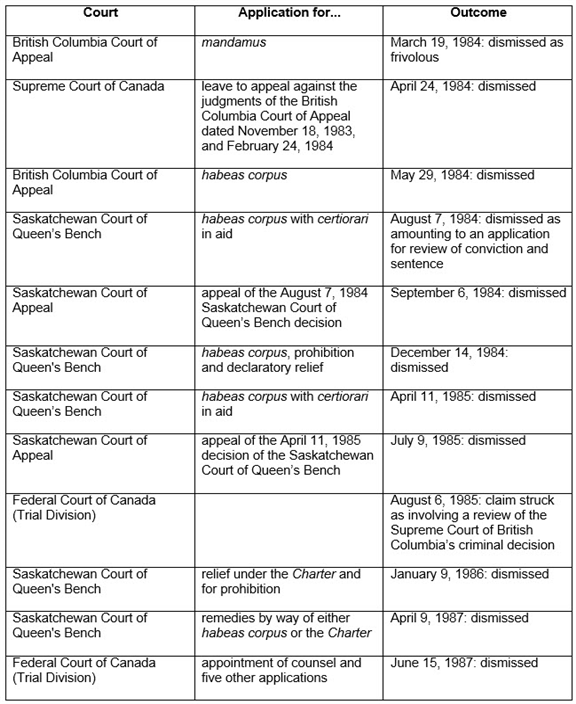 Court Application for... Outcome
British Columbia Court of mandamus March 19, 1984: dismissed as
Appeal frivolous
Supreme Court of Canada leave to appeal against the April 24, 1984: dismissed
judgments of the British
Columbia Court of Appeal
dated November 18, 1983,
and February 24, 1984
British Columbia Court of habeas corpus May 29, 1984: dismissed
Appeal
Saskatchewan Court of habeas corpus with certiorari August 7, 1984: dismissed as
Queen's Bench in aid amounting to an application
for review of conviction and
sentence
Saskatchewan Court of appeal of the August 7, 1984 September 6, 1984: dismissed
Appeal Saskatchewan Court of
Queen's Bench decision
Saskatchewan Court of habeas corpus, prohibition December 14, 1984:
Queen's Bench and declaratory relief dismissed
Saskatchewan Court of habeas corpus with certiorari April 11, 1985: dismissed
Queen's Bench in aid
Saskatchewan Court of appeal of the April 11, 1985 July 9, 1985: dismissed
Appeal decision of the Saskatchewan
Court of Queen's Bench
Federal Court of Canada August 6, 1985: claim struck
(Trial Division) as involving a review of the
Supreme Court of British
Columbia's criminal decision
Saskatchewan Court of relief under the Charter and January 9, 1986: dismissed
Queen's Bench for prohibition
Saskatchewan Court of remedies by way of either April 9, 1987: dismissed
Queen's Bench habeas corpus or the Charter
Federal Court of Canada appointment of counsel and June 15, 1987: dismissed
(Trial Division) five other applications